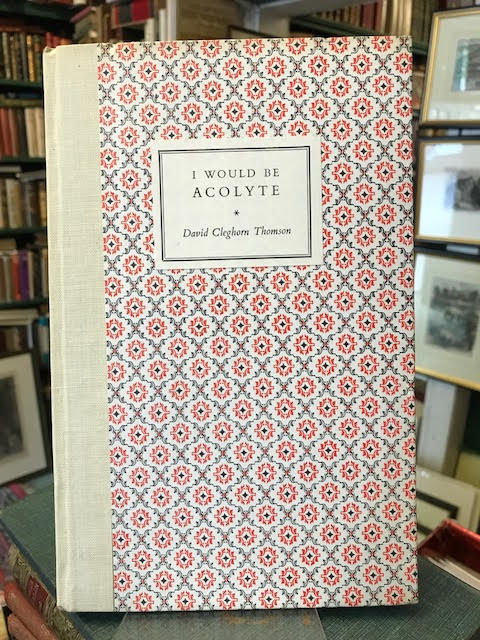 I WOULD BE
ACOLYTE
*
David Cleghorn Thomson